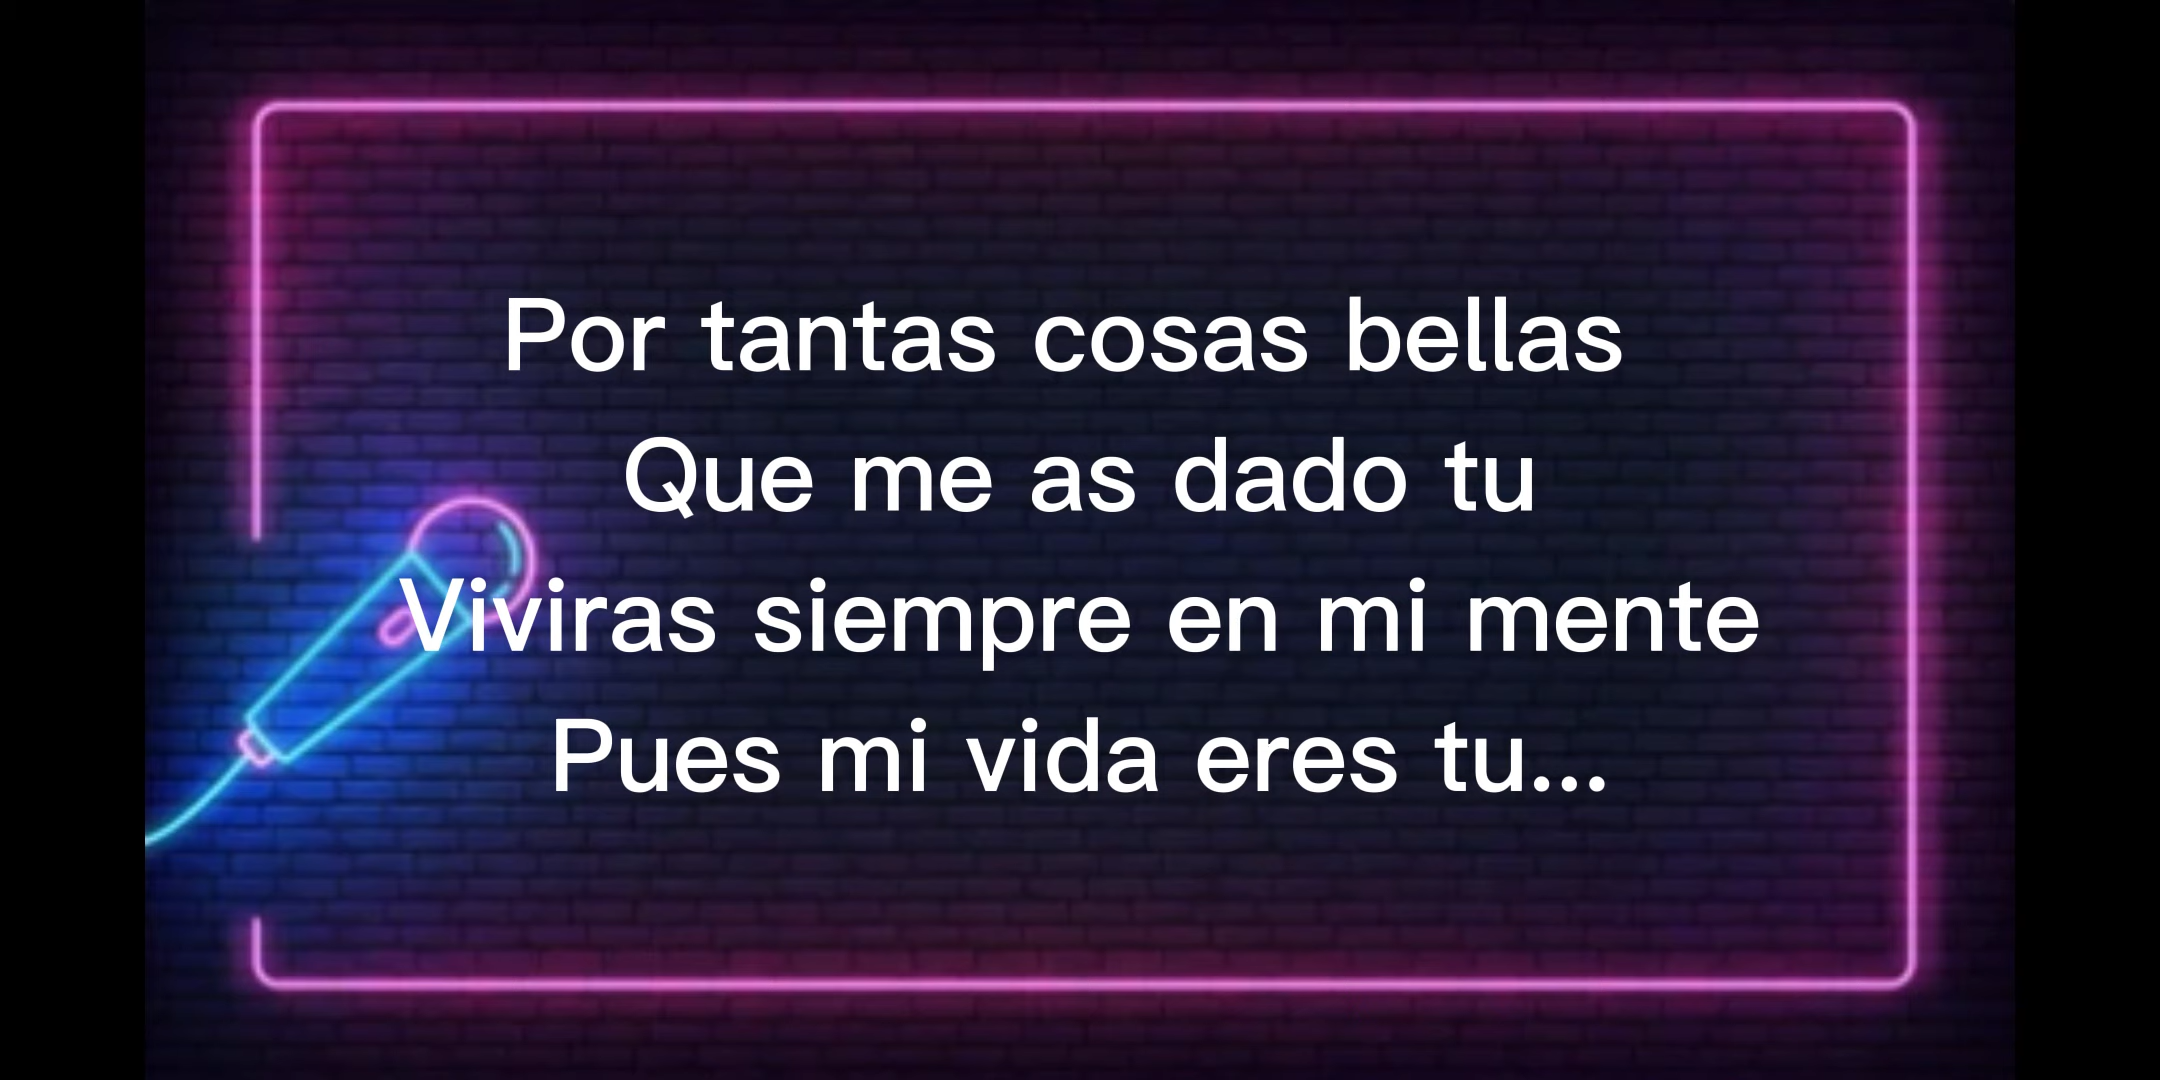 Por tantas cosas bellas
Que me as dado tu
Viviras siempre en mi mente
Pues mi vida eres tu...